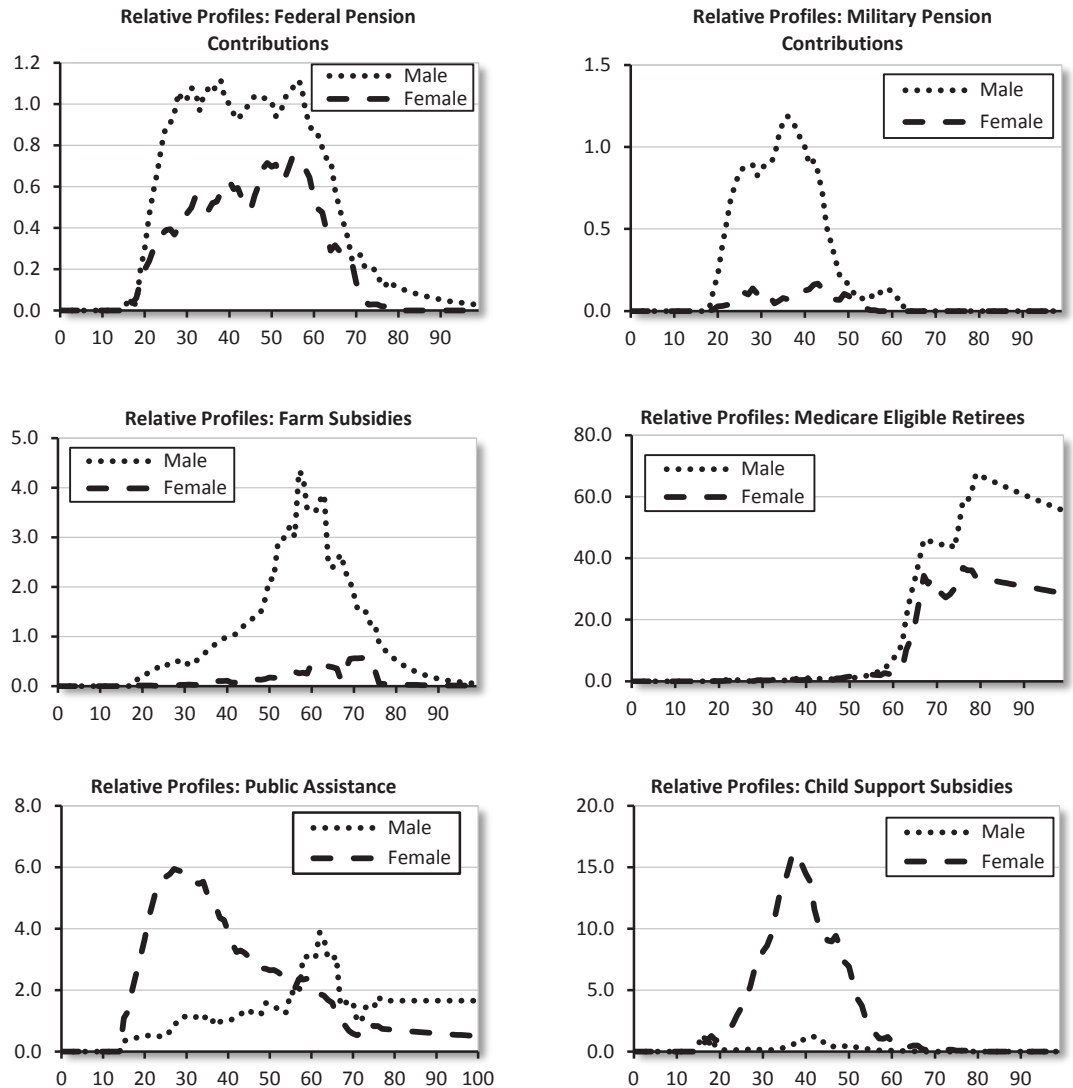 Relative Profiles: Federal Pension
Contributions
1.2
1.0
0.8
0.6
0.4
0.2
0.0
0 10 20 30 40 50 60 70 80 90
Male
Female
Relative Profiles: Military Pension
Contributions
1.5
1.0
0.5
0.0
0 10 20 30 40 50 60 70 80 90
Male
Female
Relative Profiles: Farm Subsidies
5.0
4.0
3.0
2.0
1.0
0.0
0 10 20 30 40 50 60 70 80 90
Male
Female
Relative Profiles: Medicare Eligible Retirees
80.0
60.0
40.0
20.0
0.0
0 10 20 30 40 50 60 70 80 90
Male
Female
Relative Profiles: Public Assistance
8.0
6.0
4.0
2.0
0.0
0 10 20 30 40 50 60 70 80 90 100
Male
Female
Relative Profiles: Child Support Subsidies
20.0
15.0
10.0
5.0
0.0
0 10 20 30 40 50 60 70 80 90
Male
Female